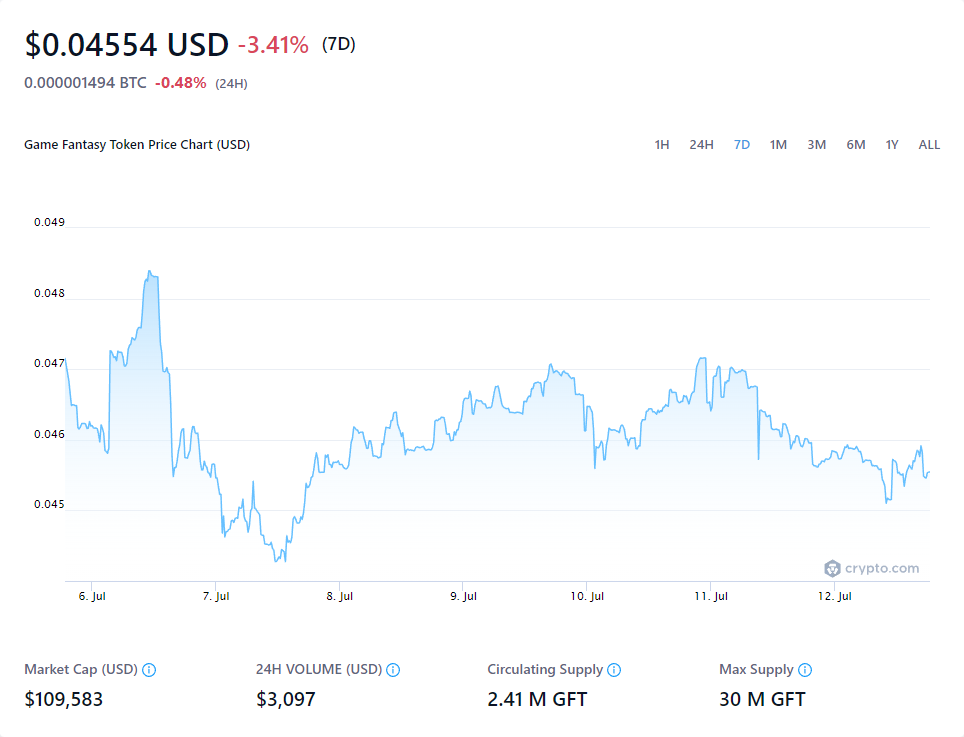 $0.04554 USD -3.41% (7D)
0.000001494 BTC -0.48% (24H)
Game Fantasy Token Price Chart (USD) 1H 24H 7D 1M 3M 6M 1Y ALL
0.049
0.048
0.047
0.046
0.045
crypto.com
6. Jul 7. Jul 8. Jul 9. Jul 10. Jul 11. Jul 12. Jul
Market Cap (USD) 24H VOLUME (USD) Circulating Supply Max Supply
$109,583 $3,097 2.41 M GFT 30 M GFT